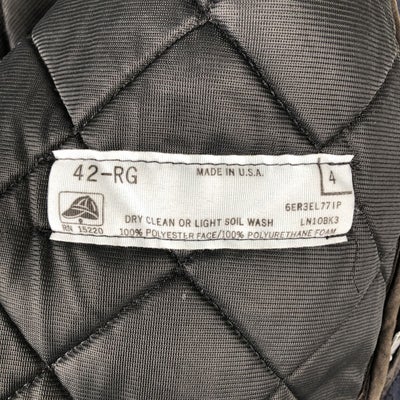 42-RG MADE IN U.S.A. 4
6ER3EL771P
DRY CLEAN OR LIGHT SOIL WASH LN10BK3
RN 15220 100% POLYESTER FACE/100% POLYURETHANE FOAM